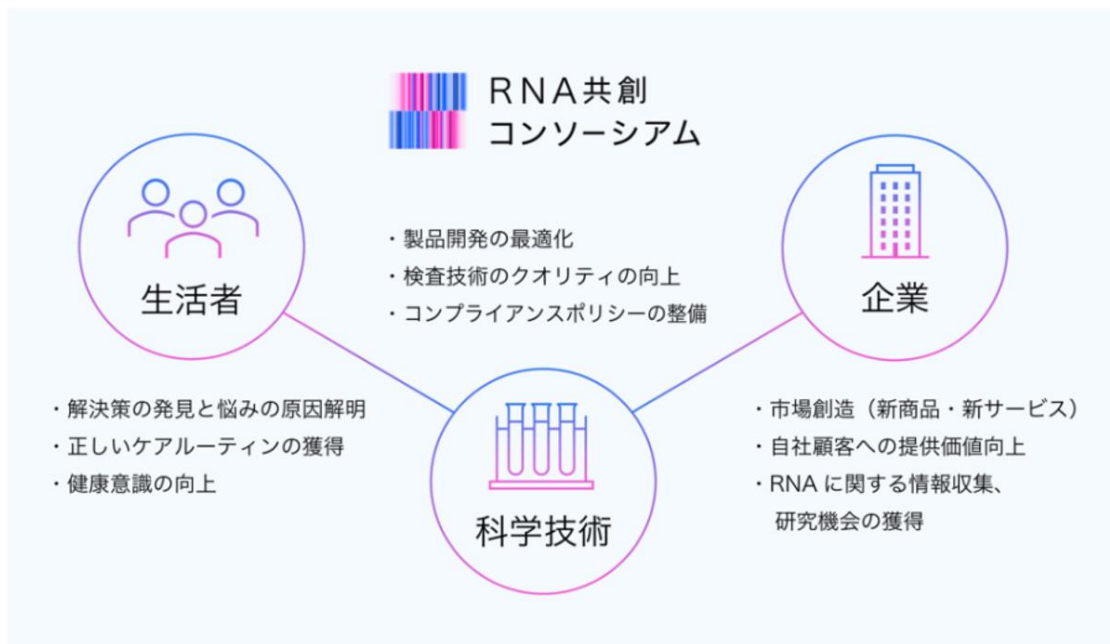 RNA共創
コンソーシアム
生活者
・製品開発の最適化
・検査技術のクオリティの向上
・コンプライアンスポリシーの整備
企業
・解決策の発見と悩みの原因解明
・正しいケアルーティンの獲得
・健康意識の向上
科学技術
・市場創造（新商品・新サービス）
・自社顧客への提供価値向上
・RNA に関する情報収集、
研究機会の獲得